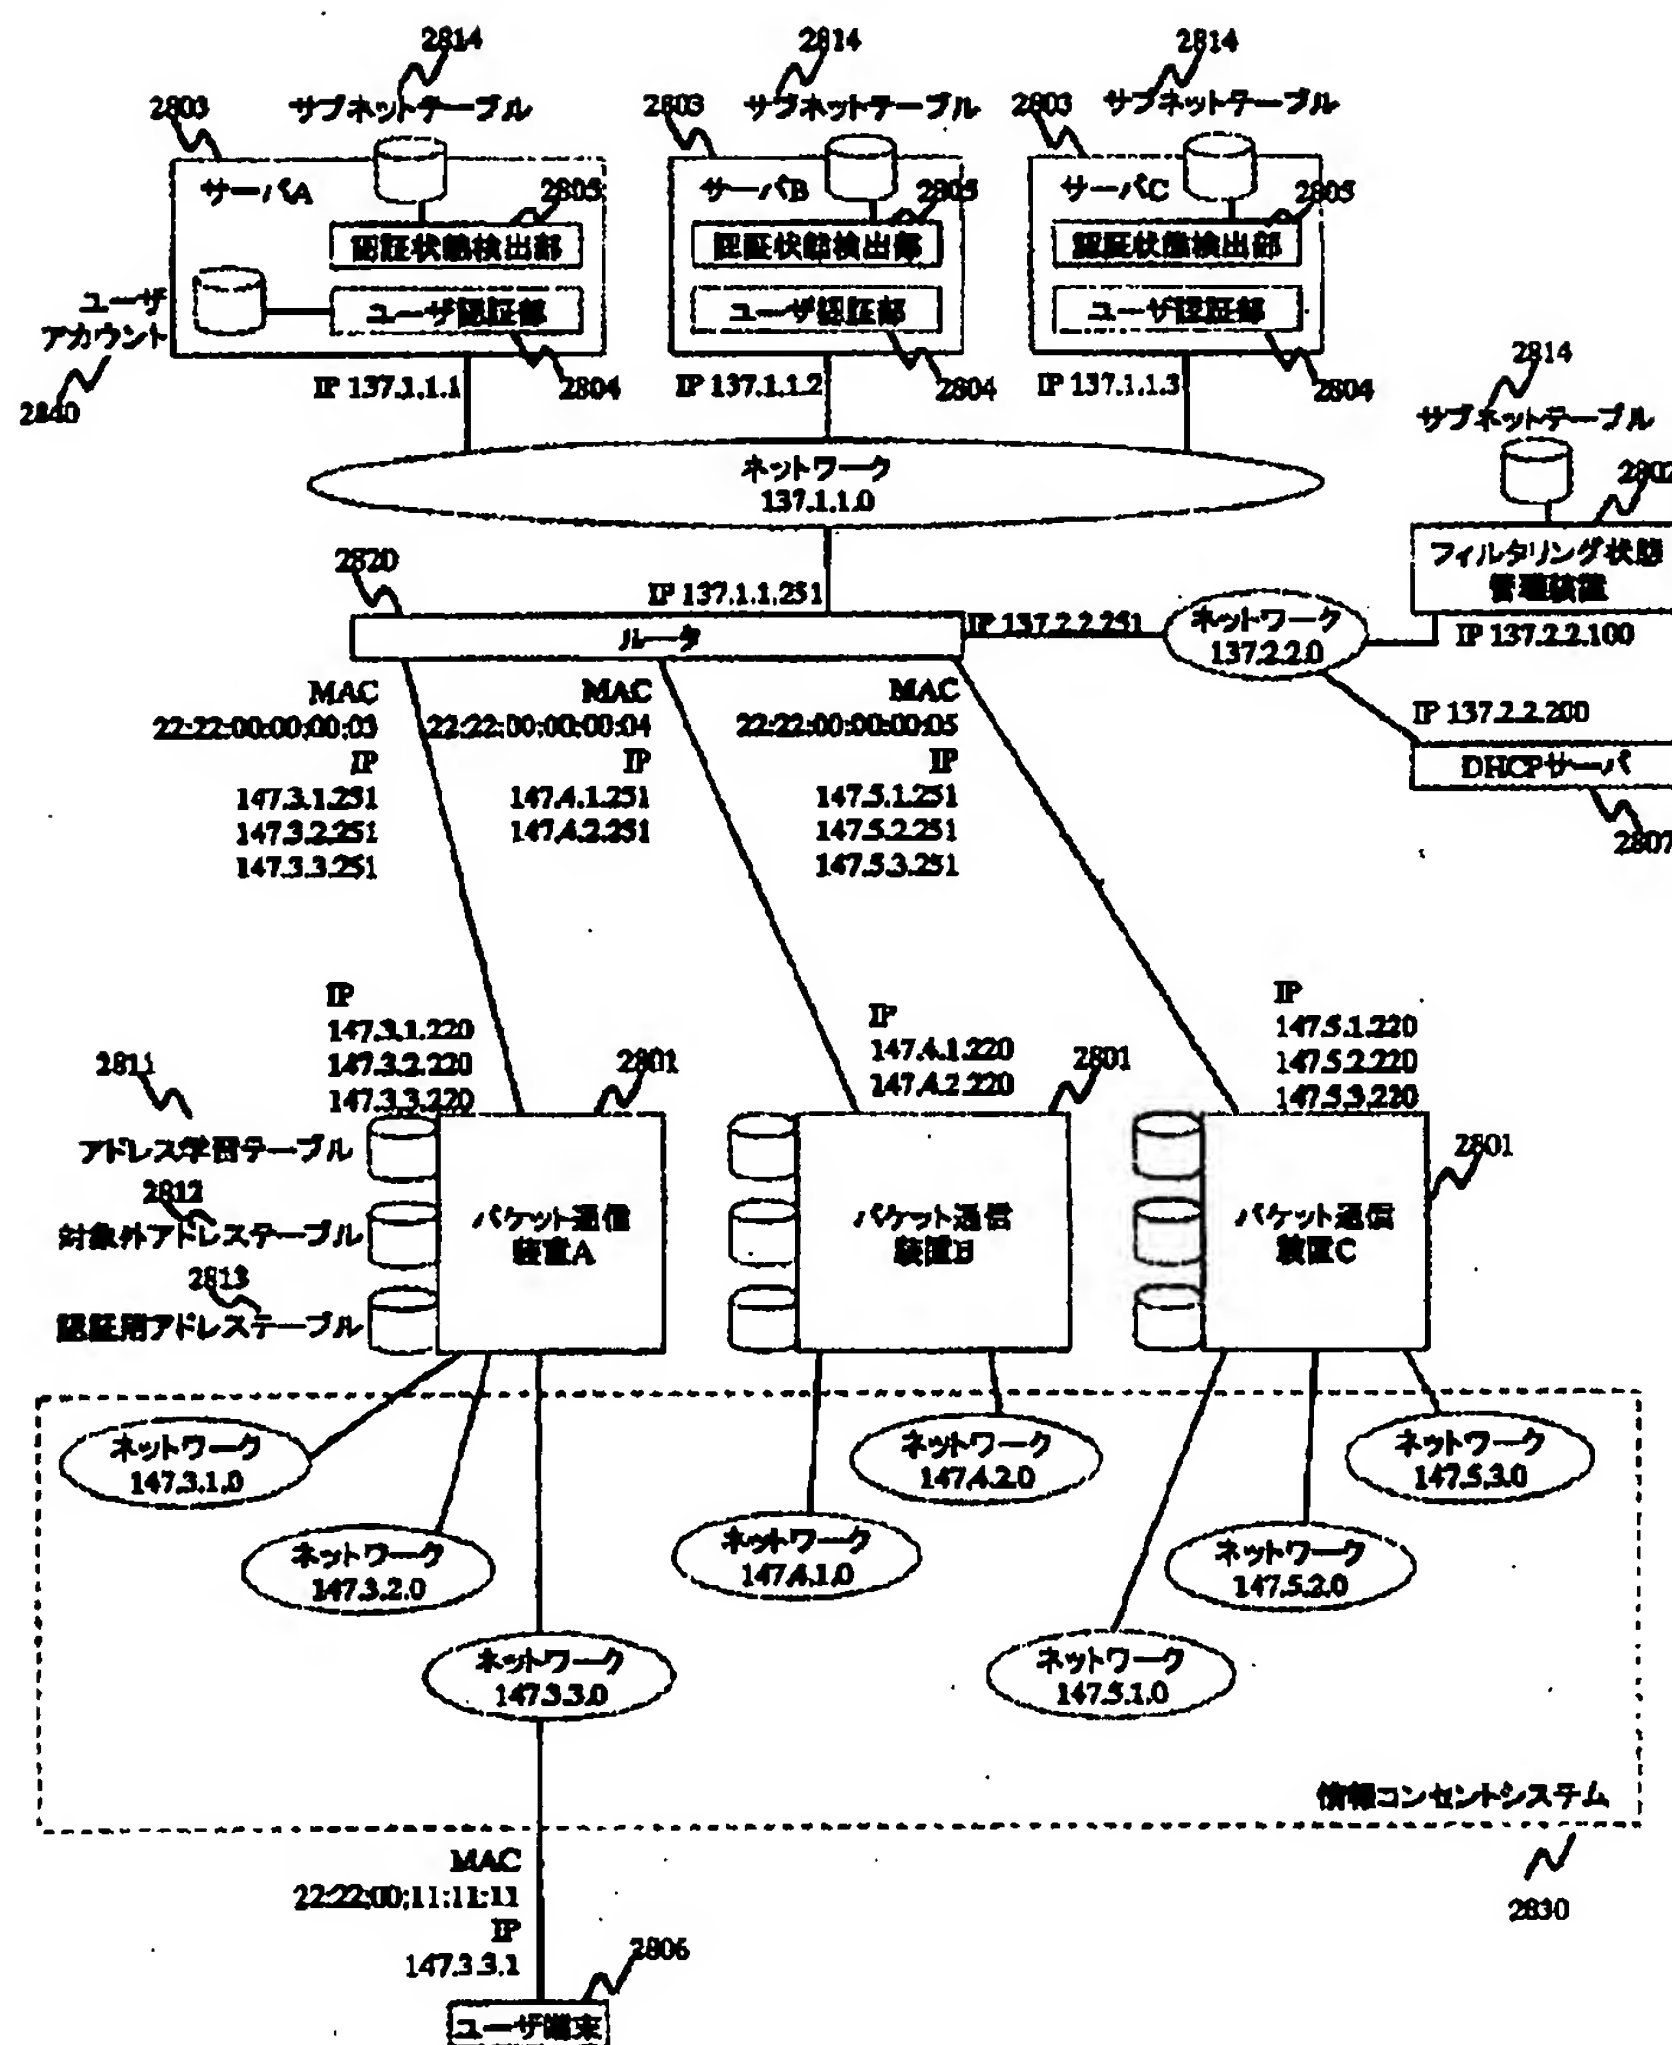 2814
2814
2814
2803
サブネットテーブル
2803
サブネットテーブル
2803
サブネットテーブル
サーバA
2805
サーバB
2805
サーバC
2805
認証状態検出部
認証状態検出部
認証状態検出部
ユーザ
アカウント
ユーザ認証部
ユーザ認証部
ユーザ認証部
2840
IP 137.1.1.1
2804
IP 137.1.1.2
2804
IP 137.1.1.3
2804
2814
サブネットテーブル
ネットワーク
137.1.1.0
2802
フィルタリング状態
管理装置
2820
IP 137.1.1.251
ルータ
IP 137.2.2.251
ネットワーク
137.2.2.0
IP 137.2.2.100
IP 137.2.2.200
DHCPサーバ
2807
MAC
22:22:00:00:00:03
IP
147.3.1.251
147.3.2.251
147.3.3.251
MAC
22:22:00:00:00:04
IP
147.4.1.251
147.4.2.251
MAC
22:22:00:00:00:05
IP
147.5.1.251
147.5.2.251
147.5.3.251
IP
147.3.1.220
147.3.2.220
147.3.3.220
2801
IP
147.4.1.220
147.4.2.220
2801
IP
147.5.1.220
147.5.2.220
147.5.3.220
2801
2811
アドレス学習テーブル
2812
対象外アドレステーブル
2813
認証用アドレステーブル
パケット通信
装置A
パケット通信
装置B
パケット通信
装置C
ネットワーク
147.3.1.0
ネットワーク
147.4.2.0
ネットワーク
147.5.3.0
ネットワーク
147.3.2.0
ネットワーク
147.4.1.0
ネットワーク
147.5.2.0
ネットワーク
147.3.3.0
ネットワーク
147.5.1.0
情報コンセントシステム
2830
MAC
22:22:00:11:11:11
IP
147.3.3.1
2806
ユーザ端末